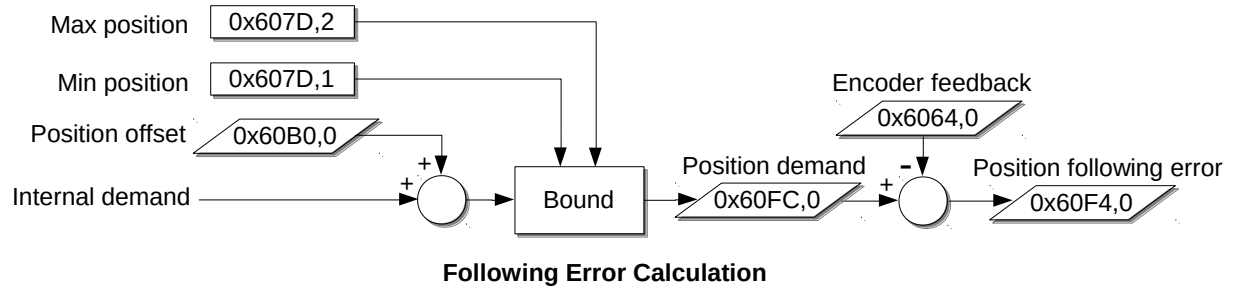 Max position 0x607D,2
Min position 0x607D,1
Encoder feedback
Position offset 0x60B0,0
0x6064,0
+
Position demand
-
Position following error
Internal demand
+
Bound
0x60FC,0
+
0x60F4,0
Following Error Calculation